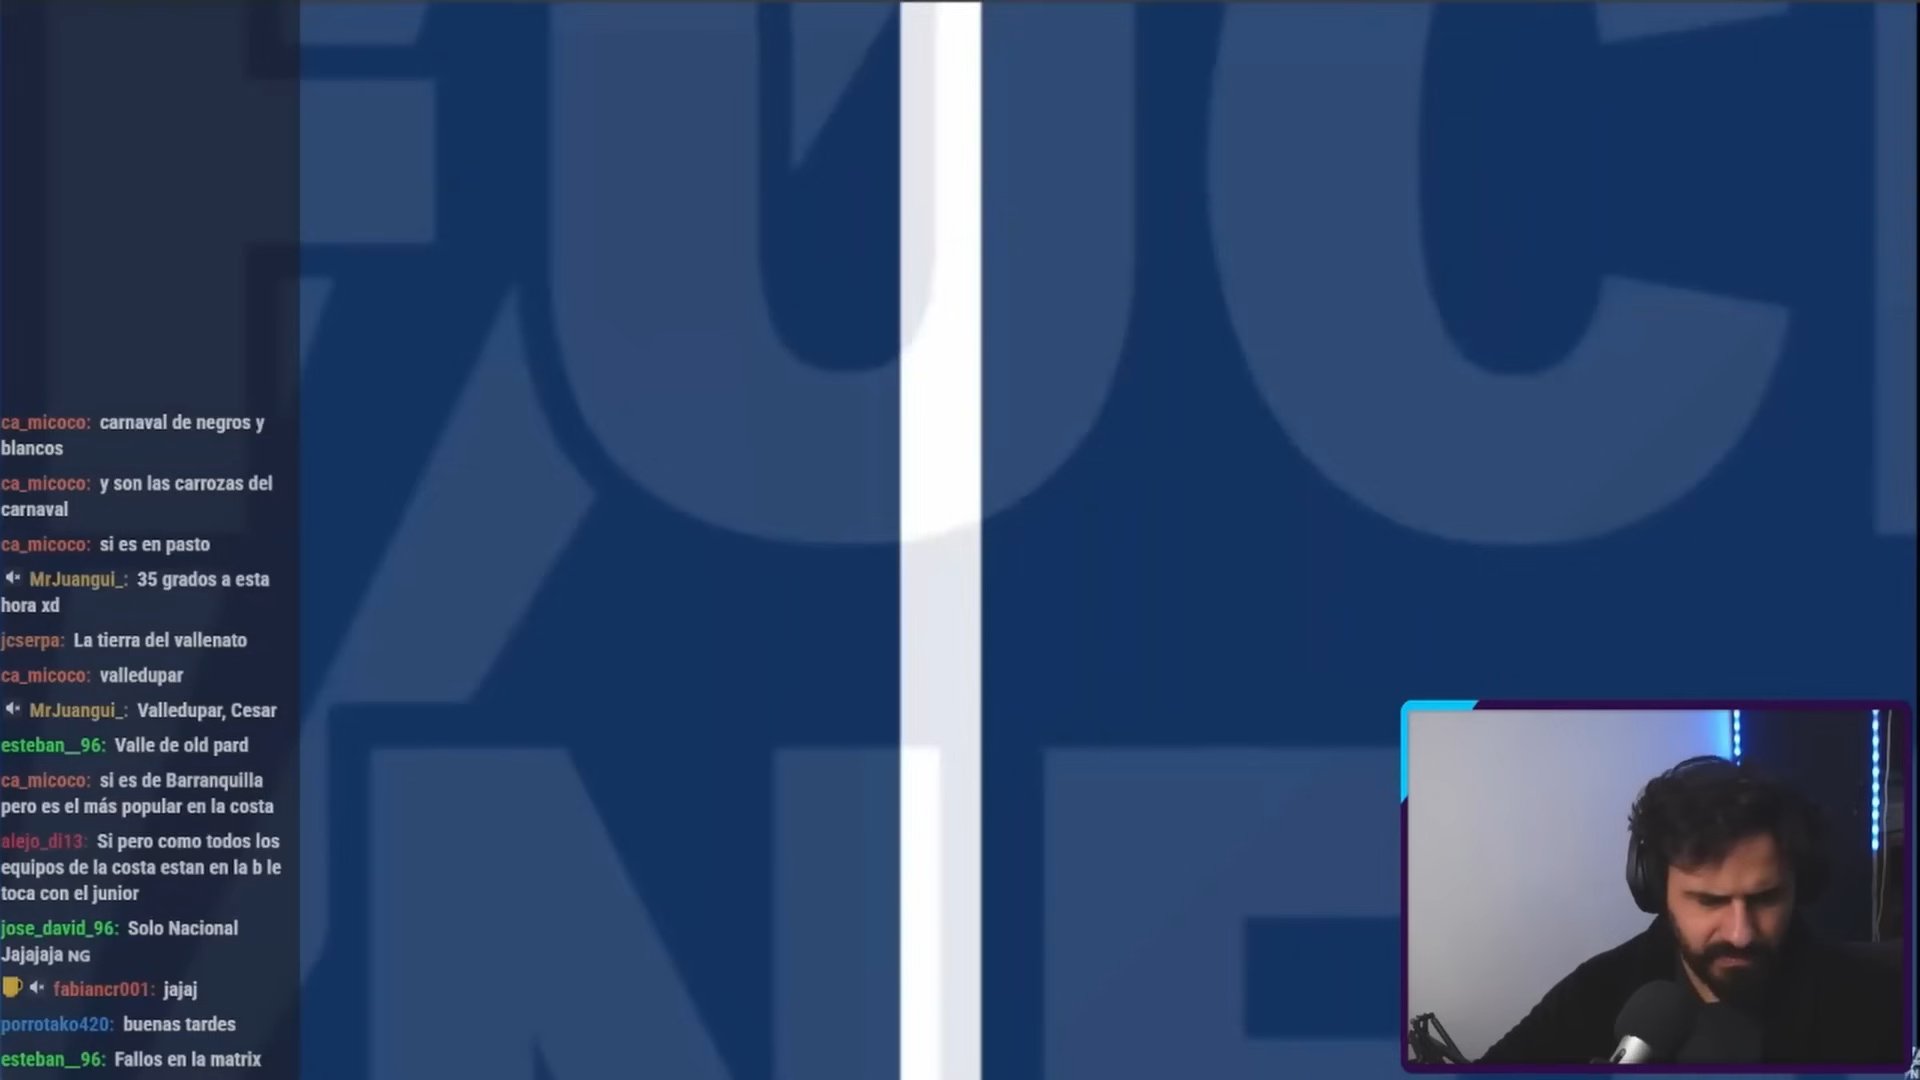 UC
NE
ca_micoco: carnaval de negros y
blancos
ca_micoco: y son las carrozas del
carnaval
ca_micoco: si es en pasto
MrJuangui_: 35 grados a esta
hora xd
jcserpa: La tierra del vallenato
ca_micoco: valledupar
MrJuangui_: Valledupar, Cesar
esteban__96: Valle de old pard
ca_micoco: si es de Barranquilla
pero es el más popular en la costa
alejo_di13: Si pero como todos los
equipos de la costa estan en la b le
toca con el junior
jose_david_96: Solo Nacional
Jajajaja NG
fabiancr001: jajaj
porrotako420: buenas tardes
esteban__96: Fallos en la matrix